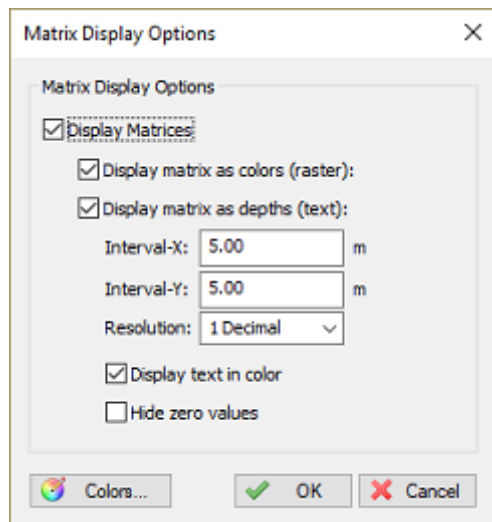 Matrix Display Options
Matrix Display Options
Display Matrices
Display matrix as colors (raster):
Display matrix as depths (text):
Interval-X: 5.00 m
Interval-Y: 5.00 m
Resolution: 1 Decimal
Display text in color
Hide zero values
Colors... OK Cancel